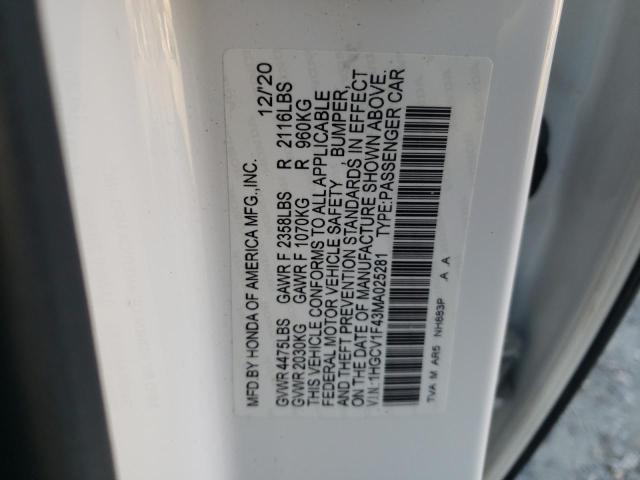 MFD.BY HONDA OF AMERICA MFG.,INC. 12/'20
GVWR 4475LBS GAWR F 2358LBS R 2116LBS
GVWR 2030KG GAWR F 1070KG R 960KG
THIS VEHICLE CONFORMS TO ALL APPLICABLE
FEDERAL MOTOR VEHICLE SAFETY , BUMPER,
AND THEFT PREVENTION STANDARDS IN EFFECT
ON THE DATE OF MANUFACTURE SHOWN ABOVE.
V.I.N.:1HGCV1F43MA025281 TYPE:PASSENGER CAR
TVA M AR5 NH883P A A